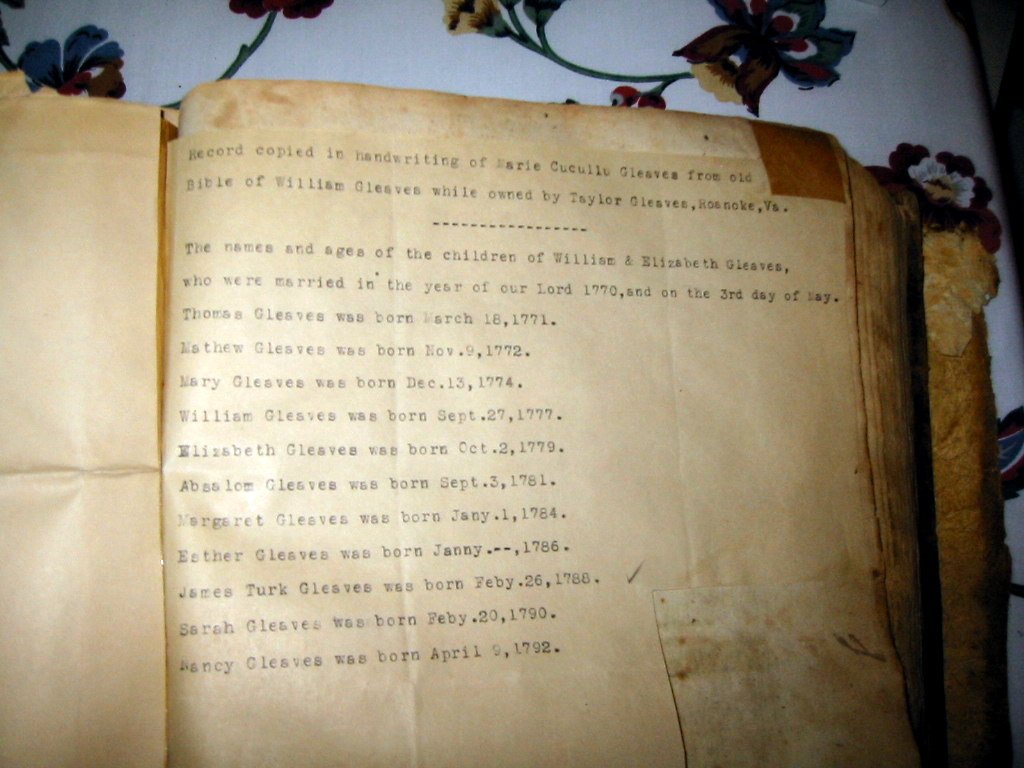 Record copied in handwriting of Marie Cucullu Gleaves from old
Bible of William Gleaves while owned by Taylor Gleaves,Roanoke,Va.
-----------------
The names and ages of the children of William & Elizabeth Gleaves,
who were married in the year of our Lord 1770,and on the 3rd day of May.
Thomas Gleaves was born March 18,1771.
Mathew Gleaves was born Nov.9,1772.
Mary Gleaves was born Dec.13,1774.
William Gleaves was born Sept.27,1777.
Elizabeth Gleaves was born Oct.2,1779.
Absalom Gleaves was born Sept.3,1781.
Margaret Gleaves was born Jany.1,1784.
Esther Gleaves was born Janny.--,1786.
James Turk Gleaves was born Feby.26,1788.
Sarah Gleaves was born Feby.20,1790.
Nancy Gleaves was born April 9,1792.